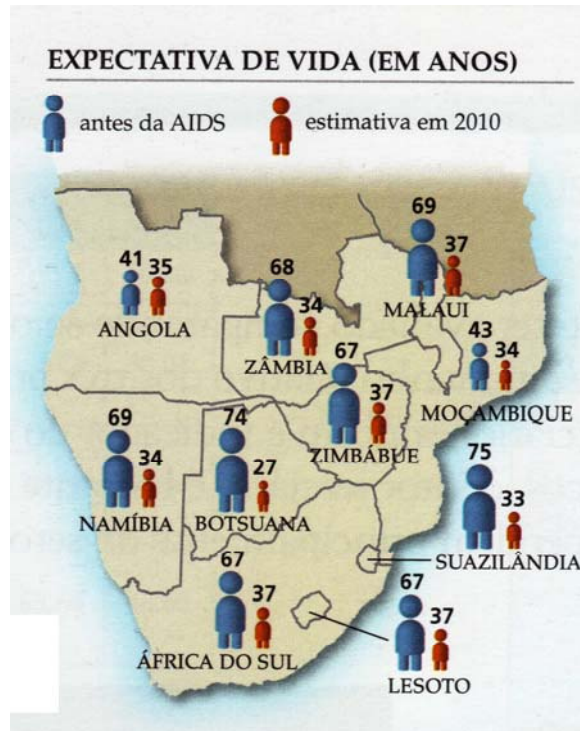 EXPECTATIVA DE VIDA (EM ANOS)
antes da AIDS
estimativa em 2010
69
37
MALAUI
41
35
ANGOLA
68
34
ZÂMBIA
43
34
MOÇAMBIQUE
67
37
ZIMBÁBUE
69
34
NAMÍBIA
74
27
BOTSUANA
75
33
SUAZILÂNDIA
67
37
ÁFRICA DO SUL
67
37
LESOTO